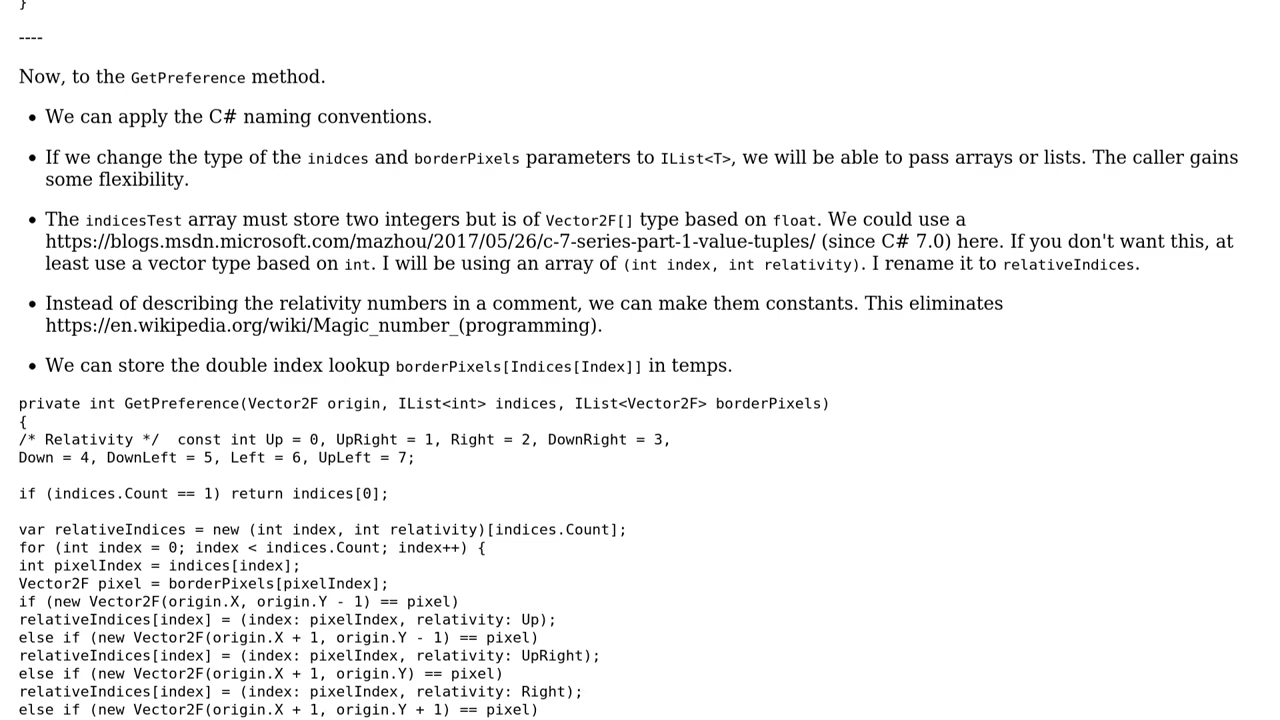 }
----
Now, to the GetPreference method.
• We can apply the C# naming conventions.
• If we change the type of the inidces and borderPixels parameters to IList<T>, we will be able to pass arrays or lists. The caller gains
some flexibility.
• The indicesTest array must store two integers but is of Vector2F[] type based on float. We could use a
https://blogs.msdn.microsoft.com/mazhou/2017/05/26/c-7-series-part-1-value-tuples/ (since C# 7.0) here. If you don't want this, at
least use a vector type based on int. I will be using an array of (int index, int relativity). I rename it to relativeIndices.
• Instead of describing the relativity numbers in a comment, we can make them constants. This eliminates
https://en.wikipedia.org/wiki/Magic_number_(programming).
• We can store the double index lookup borderPixels[Indices[Index]] in temps.
private int GetPreference(Vector2F origin, IList<int> indices, IList<Vector2F> borderPixels)
{
/* Relativity */  const int Up = 0, UpRight = 1, Right = 2, DownRight = 3,
Down = 4, DownLeft = 5, Left = 6, UpLeft = 7;
if (indices.Count == 1) return indices[0];
var relativeIndices = new (int index, int relativity)[indices.Count];
for (int index = 0; index < indices.Count; index++) {
int pixelIndex = indices[index];
Vector2F pixel = borderPixels[pixelIndex];
if (new Vector2F(origin.X, origin.Y - 1) == pixel)
relativeIndices[index] = (index: pixelIndex, relativity: Up);
else if (new Vector2F(origin.X + 1, origin.Y - 1) == pixel)
relativeIndices[index] = (index: pixelIndex, relativity: UpRight);
else if (new Vector2F(origin.X + 1, origin.Y) == pixel)
relativeIndices[index] = (index: pixelIndex, relativity: Right);
else if (new Vector2F(origin.X + 1, origin.Y + 1) == pixel)